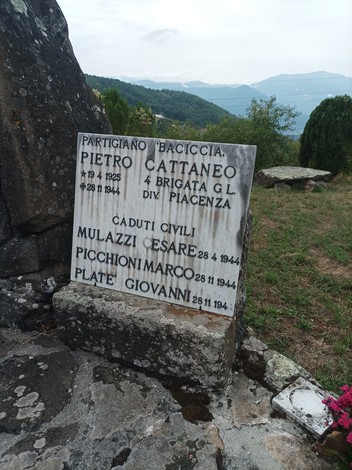 PARTIGIANO "BACICCIA"
PIETRO CATTANEO
*19 4 1925 4 BRIGATA G L
✝28 11 1944 DIV. PIACENZA
CADUTI CIVILI
MULAZZI CESARE 28 4 1944
PICCHIONI MARCO 28 11 1944
PLATE' GIOVANNI 28 11 194